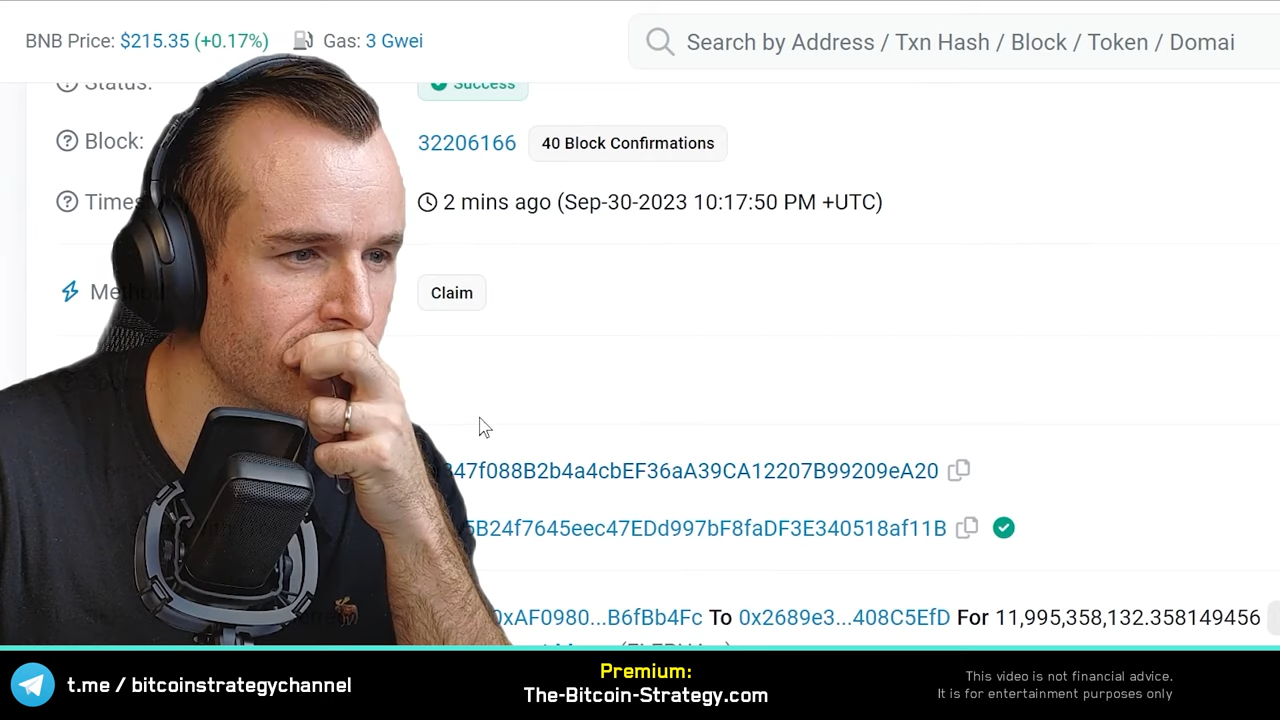 BNB Price: $215.35 (+0.17%) Gas: 3 Gwei
Search by Address / Txn Hash / Block / Token / Domai
Status: Success
Block: 32206166 40 Block Confirmations
Times 2 mins ago (Sep-30-2023 10:17:50 PM +UTC)
Method: Claim
347f088B2b4a4cbEF36aA39CA12207B99209eA20
5B24f7645eec47EDd997bF8faDF3E340518af11B
0xAF0980...B6fBb4Fc To 0x2689e3...408C5EfD For 11,995,358,132.358149456
t.me / bitcoinstrategychannel
Premium:
The-Bitcoin-Strategy.com
This video is not financial advice.
It is for entertainment purposes only